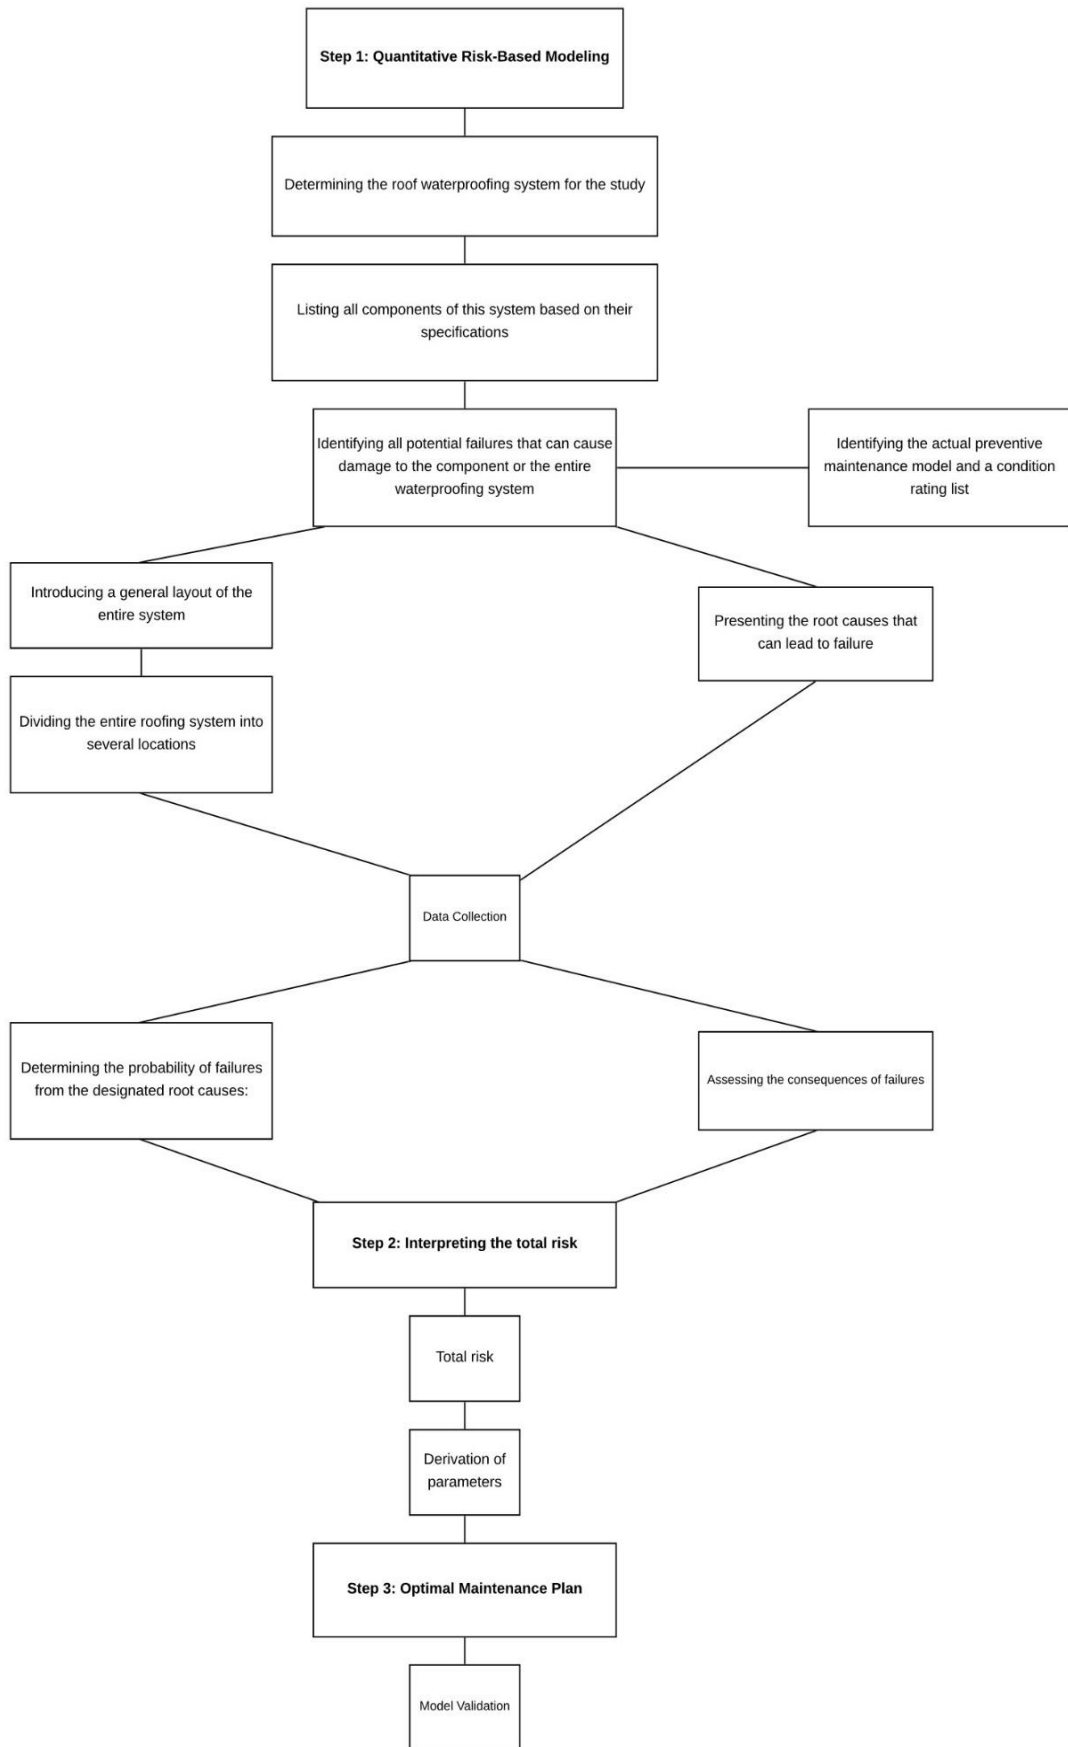 Step 1: Quantitative Risk-Based Modeling
Determining the roof waterproofing system for the study
Listing all components of this system based on their
specifications
Identifying all potential failures that can cause
damage to the component or the entire
waterproofing system
Identifying the actual preventive
maintenance model and a condition
rating list
Introducing a general layout of the
entire system
Presenting the root causes that
can lead to failure
Dividing the entire roofing system into
several locations
Data Collection
Determining the probability of failures
from the designated root causes:
Assessing the consequences of failures
Step 2: Interpreting the total risk
Total risk
Derivation of
parameters
Step 3: Optimal Maintenance Plan
Model Validation